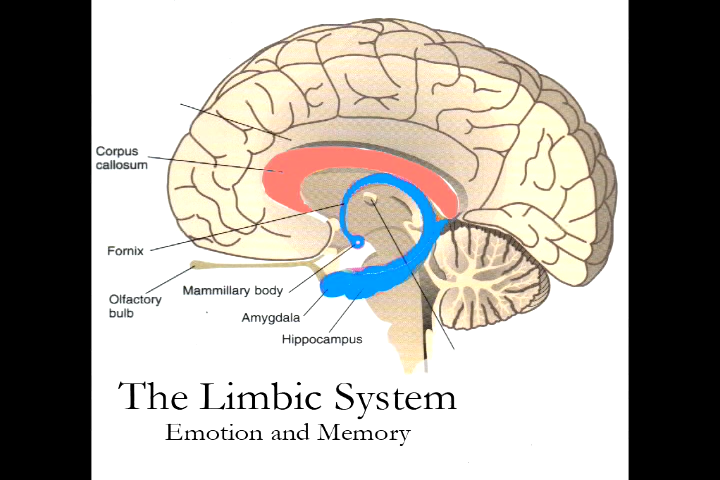 Corpus
callosum
Fornix
Mammillary body
Olfactory
bulb
Amygdala
Hippocampus
The Limbic System
Emotion and Memory